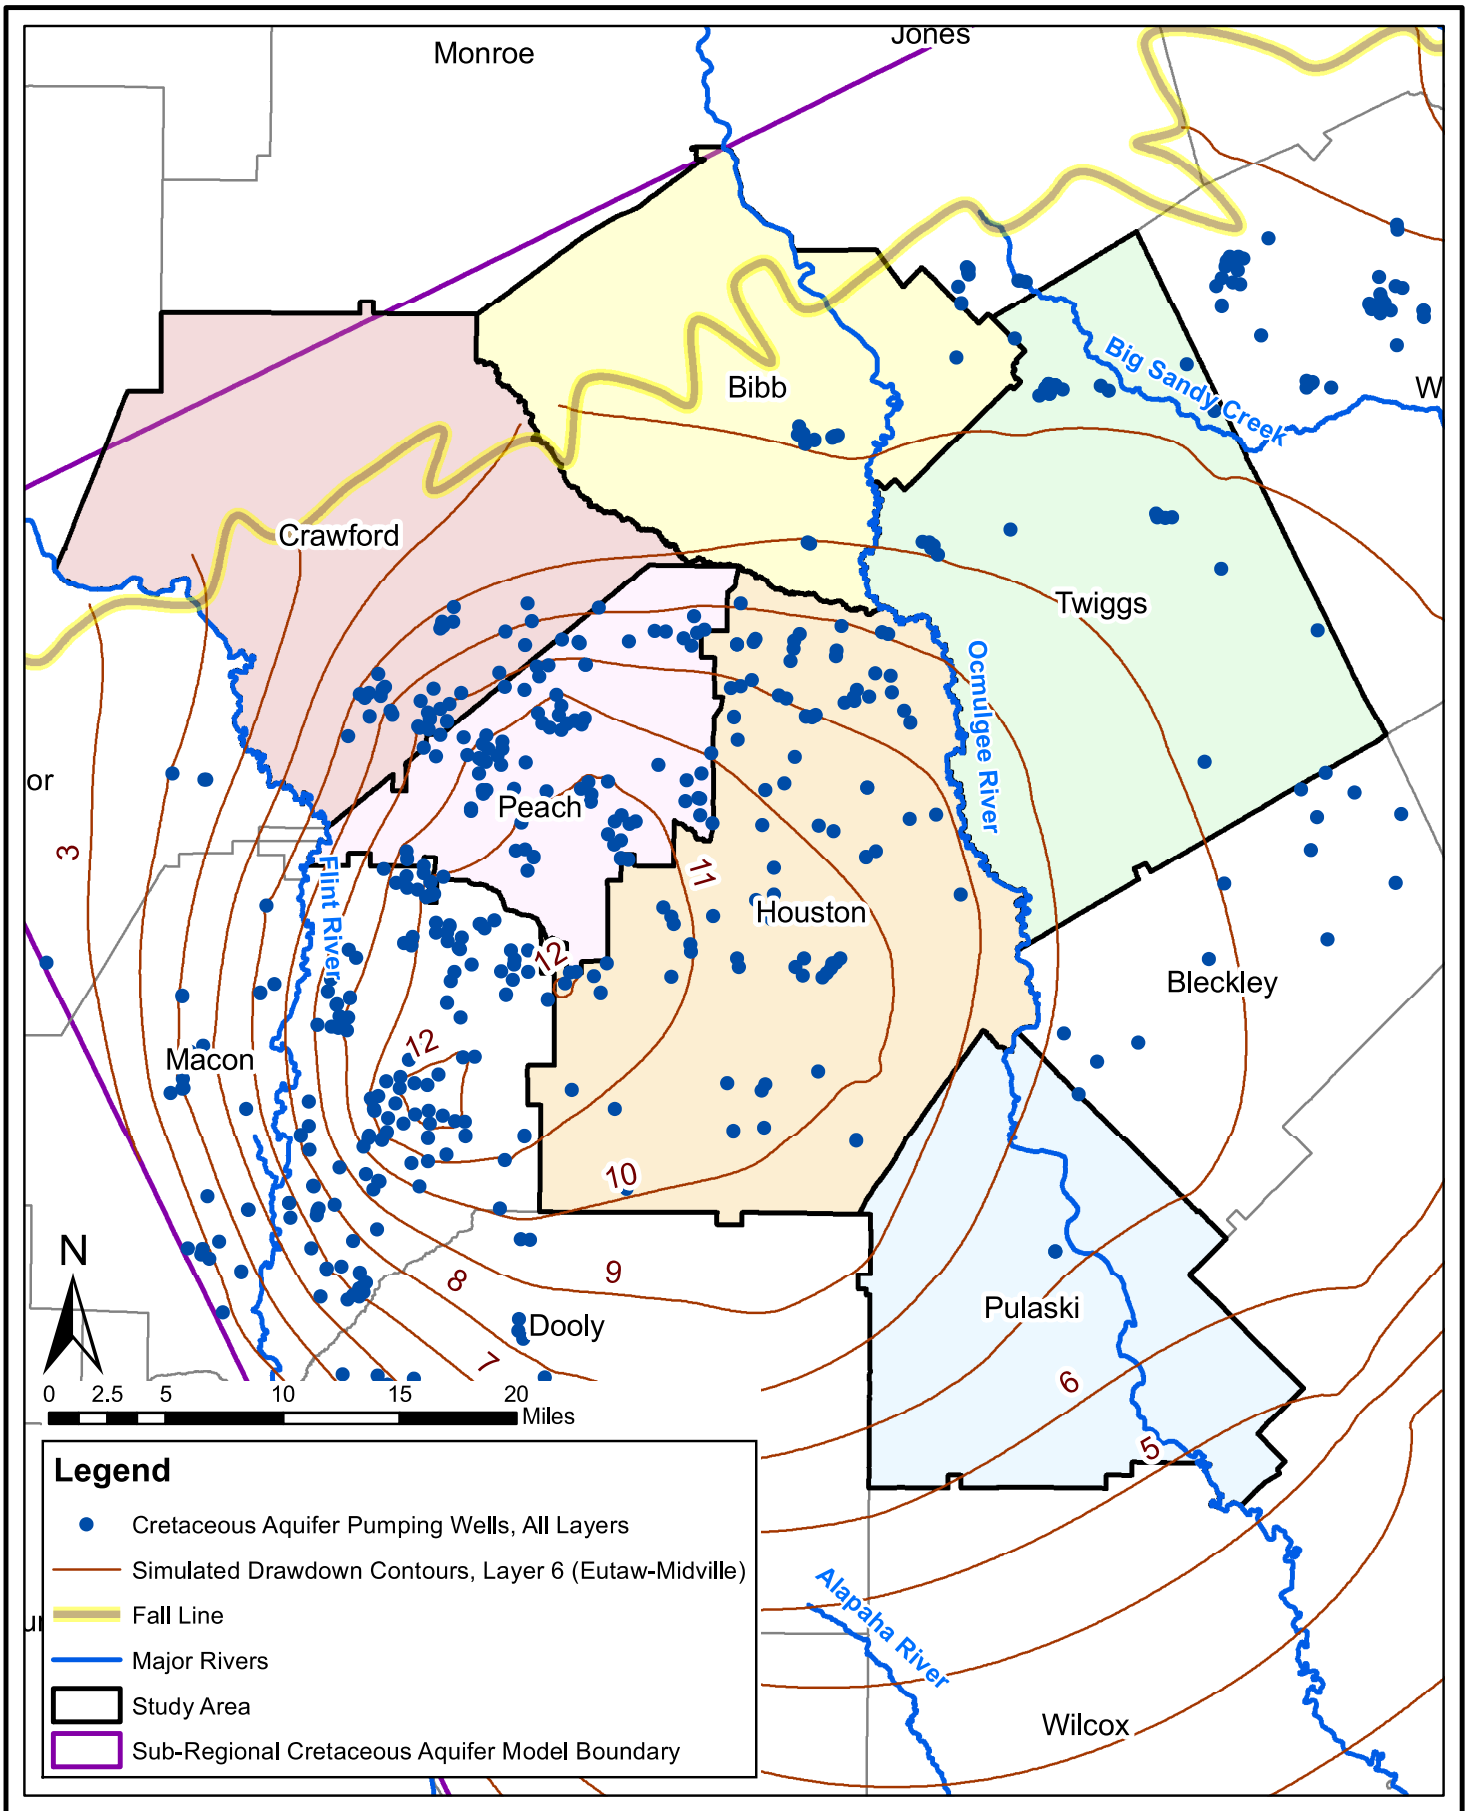 Monroe
Jones
Big Sandy Creek
W
Bibb
Crawford
Twiggs
Ocmulgee River
or
Peach
3
11
Flint River
Houston
12
Bleckley
12
Macon
10
N
9
8
Pulaski
Dooly
7
6
0 2.5 5 10 15 20
Miles
5
Legend
Cretaceous Aquifer Pumping Wells, All Layers
Simulated Drawdown Contours, Layer 6 (Eutaw-Midville)
Fall Line
Major Rivers
Study Area
Sub-Regional Cretaceous Aquifer Model Boundary
Alapaha River
Wilcox